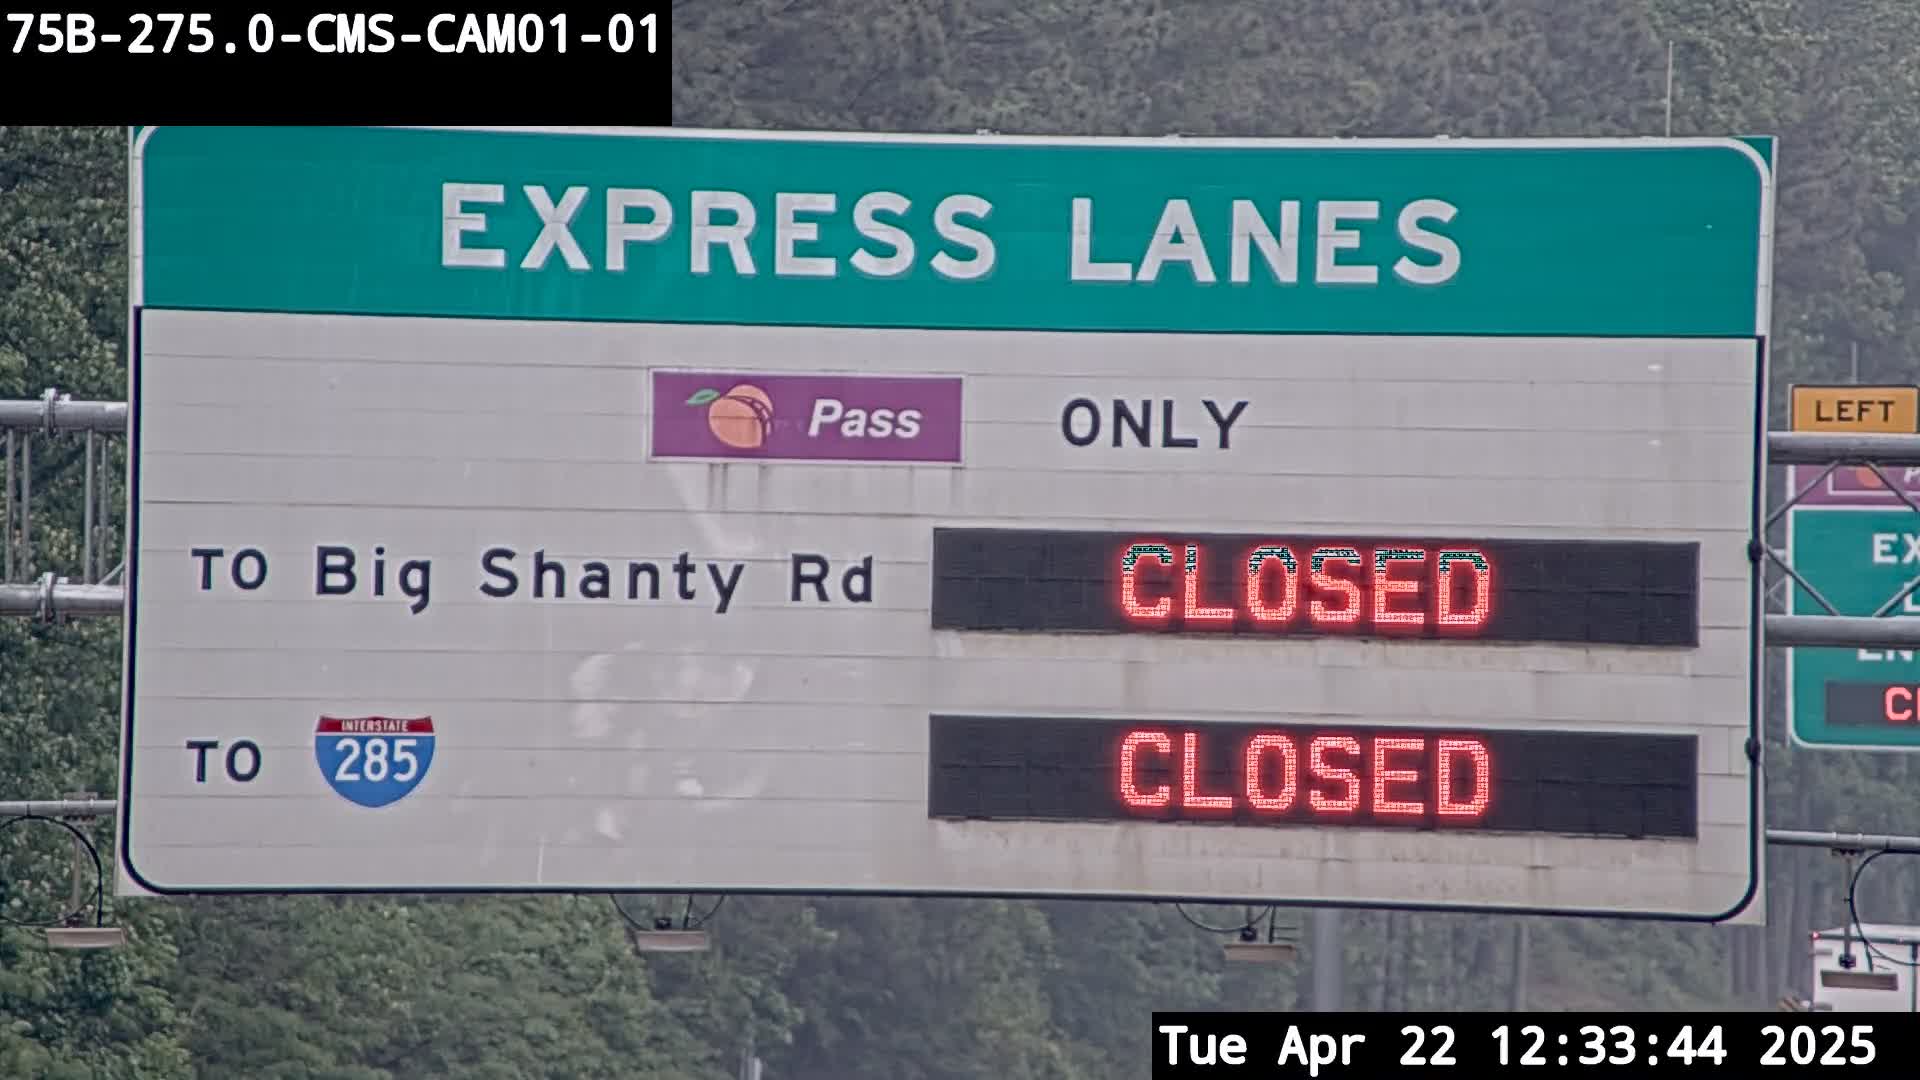 75B-275.0-CMS-CAM01-01
EXPRESS LANES
Pass ONLY
TO Big Shanty Rd CLOSED
TO INTERSTATE 285 CLOSED
LEFT
Tue Apr 22 12:33:44 2025